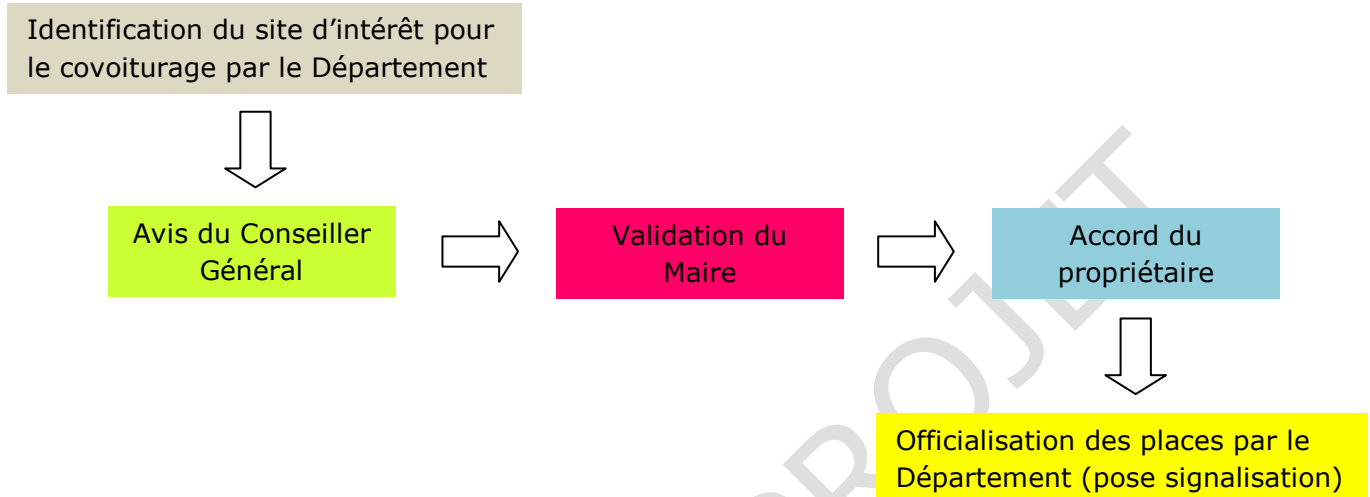 Identification du site d’intérêt pour
le covoiturage par le Département
Avis du Conseiller
Général
Validation du
Maire
Accord du
propriétaire
Officialisation des places par le
Département (pose signalisation)
PROJET